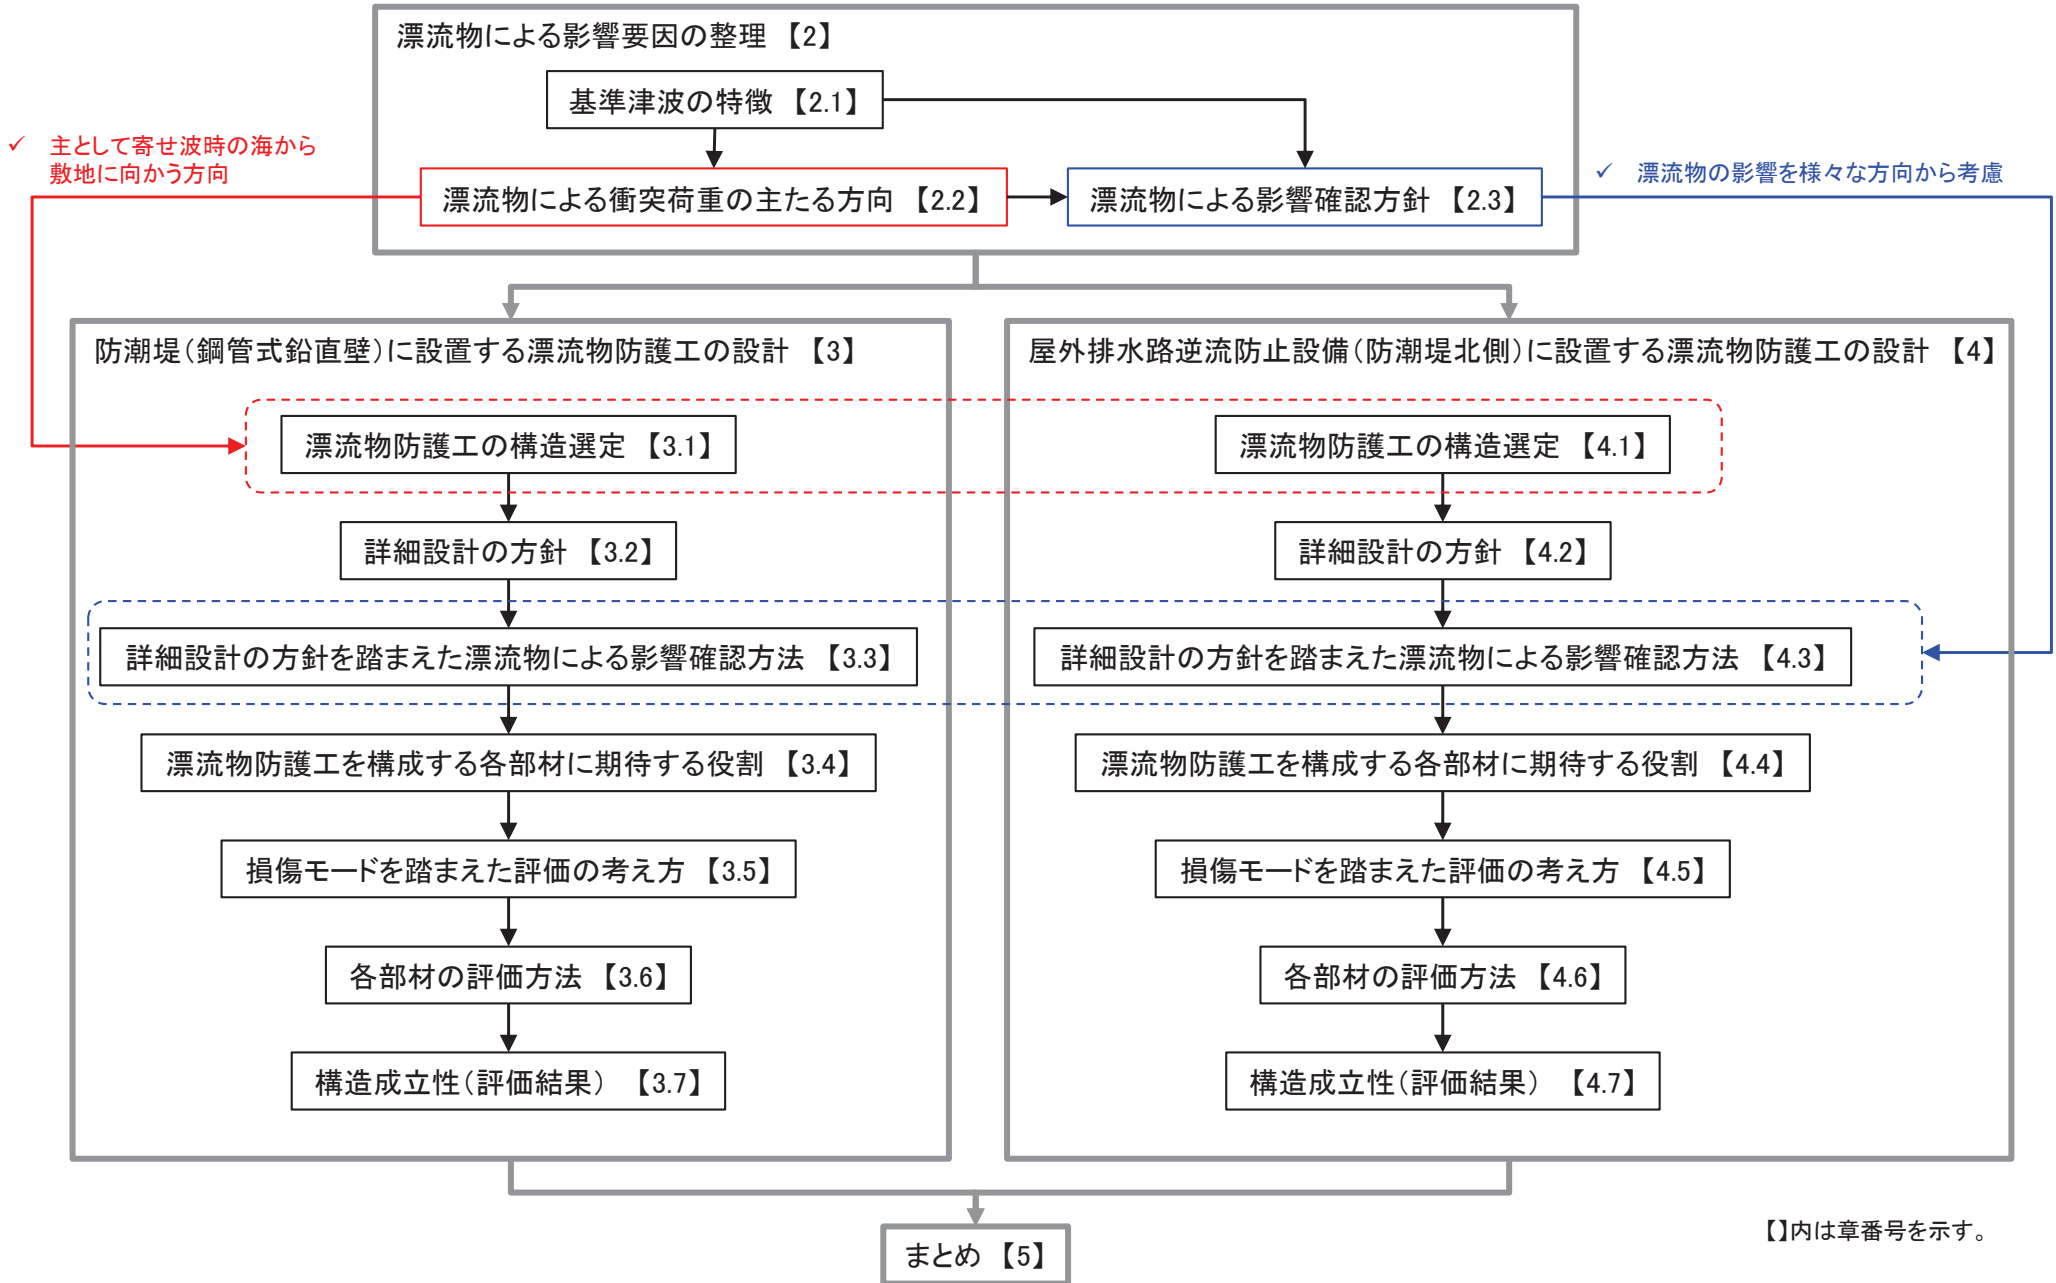 漂流物による影響要因の整理 【2】
基準津波の特徴 【2.1】
✓ 主として寄せ波時の海から
敷地に向かう方向
漂流物による衝突荷重の主たる方向 【2.2】
漂流物による影響確認方針 【2.3】
✓ 漂流物の影響を様々な方向から考慮
防潮堤(鋼管式鉛直壁)に設置する漂流物防護工の設計 【3】
漂流物防護工の構造選定 【3.1】
詳細設計の方針 【3.2】
詳細設計の方針を踏まえた漂流物による影響確認方法 【3.3】
漂流物防護工を構成する各部材に期待する役割 【3.4】
損傷モードを踏まえた評価の考え方 【3.5】
各部材の評価方法 【3.6】
構造成立性(評価結果) 【3.7】
屋外排水路逆流防止設備(防潮堤北側)に設置する漂流物防護工の設計 【4】
漂流物防護工の構造選定 【4.1】
詳細設計の方針 【4.2】
詳細設計の方針を踏まえた漂流物による影響確認方法 【4.3】
漂流物防護工を構成する各部材に期待する役割 【4.4】
損傷モードを踏まえた評価の考え方 【4.5】
各部材の評価方法 【4.6】
構造成立性(評価結果) 【4.7】
まとめ 【5】
【】内は章番号を示す。